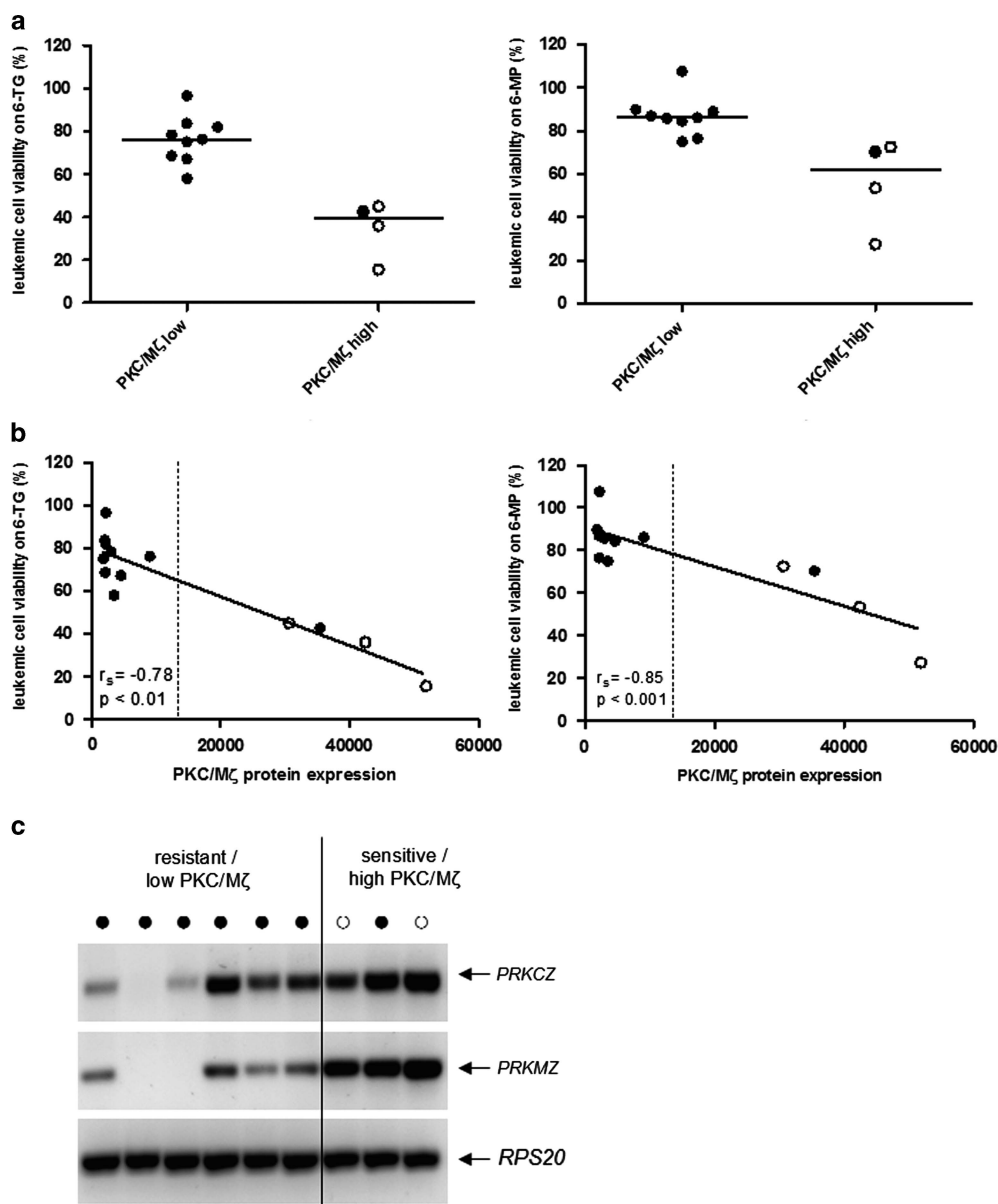 a
leukemic cell viability on 6-TG (%)
120
100
80
60
40
20
0
PKC/Mζ low
PKC/Mζ high
leukemic cell viability on 6-MP (%)
120
100
80
60
40
20
0
PKC/Mζ low
PKC/Mζ high
b
leukemic cell viability on 6-TG (%)
120
100
80
60
40
20
0
rs = -0.78
p < 0.01
0 20000 40000 60000
PKC/Mζ protein expression
leukemic cell viability on 6-MP (%)
120
100
80
60
40
20
0
rs = -0.85
p < 0.001
0 20000 40000 60000
PKC/Mζ protein expression
c
resistant /
low PKC/Mζ
sensitive /
high PKC/Mζ
PRKCZ
PRKMZ
RPS20